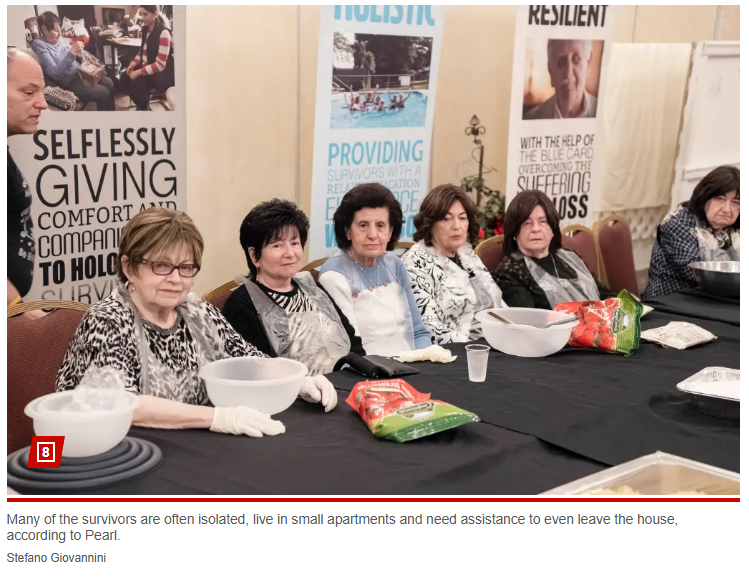 SELFLESSLY
GIVING
COMFORT AND
TO HOLO
HOLISTIC
PROVIDING
SURVIVORS WITH A
RESILIENT
WITH THE HELP OF
THE BLUE CARD,
OVERCOMING THE
SUFFERING
LOSS
8
Many of the survivors are often isolated, live in small apartments and need assistance to even leave the house,
according to Pearl.
Stefano Giovannini